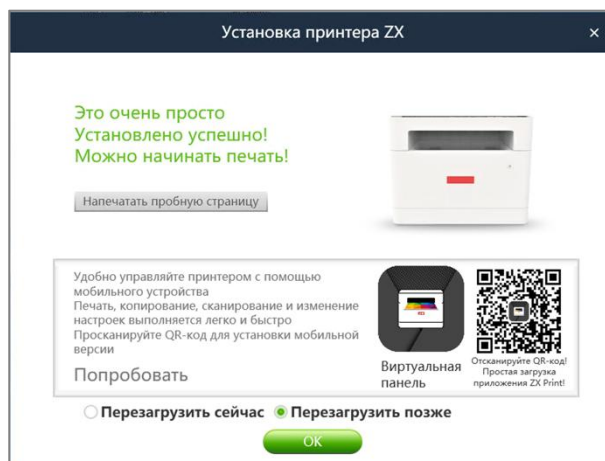 Установка принтера ZX
×
Это очень просто
Установлено успешно!
Можно начинать печать!
Напечатать пробную страницу
Удобно управляйте принтером с помощью
мобильного устройства
Печать, копирование, сканирование и изменение
настроек выполняется легко и быстро
Просканируйте QR-код для установки мобильной
версии
Попробовать
Виртуальная
панель
Отсканируйте QR-код!
Простая загрузка
приложения ZX Print!
Перезагрузить сейчас Перезагрузить позже
OK